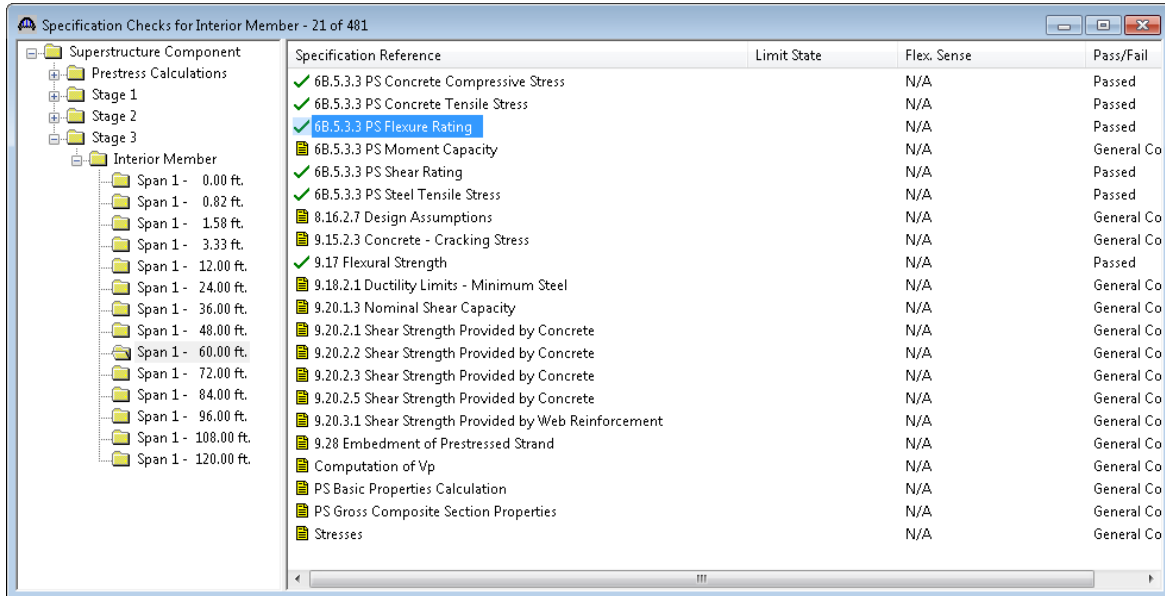 Specification Checks for Interior Member - 21 of 481
Superstructure Component
Prestress Calculations
Stage 1
Stage 2
Stage 3
Interior Member
Span 1 - 0.00 ft.
Span 1 - 0.82 ft.
Span 1 - 1.58 ft.
Span 1 - 3.33 ft.
Span 1 - 12.00 ft.
Span 1 - 24.00 ft.
Span 1 - 36.00 ft.
Span 1 - 48.00 ft.
Span 1 - 60.00 ft.
Span 1 - 72.00 ft.
Span 1 - 84.00 ft.
Span 1 - 96.00 ft.
Span 1 - 108.00 ft.
Span 1 - 120.00 ft.
Specification Reference Limit State Flex. Sense Pass/Fail
6B.5.3.3 PS Concrete Compressive Stress N/A Passed
6B.5.3.3 PS Concrete Tensile Stress N/A Passed
6B.5.3.3 PS Flexure Rating N/A Passed
6B.5.3.3 PS Moment Capacity N/A General Co
6B.5.3.3 PS Shear Rating N/A Passed
6B.5.3.3 PS Steel Tensile Stress N/A Passed
8.16.2.7 Design Assumptions N/A General Co
9.15.2.3 Concrete - Cracking Stress N/A General Co
9.17 Flexural Strength N/A Passed
9.18.2.1 Ductility Limits - Minimum Steel N/A General Co
9.20.1.3 Nominal Shear Capacity N/A General Co
9.20.2.1 Shear Strength Provided by Concrete N/A General Co
9.20.2.2 Shear Strength Provided by Concrete N/A General Co
9.20.2.3 Shear Strength Provided by Concrete N/A General Co
9.20.2.5 Shear Strength Provided by Concrete N/A General Co
9.20.3.1 Shear Strength Provided by Web Reinforcement N/A General Co
9.28 Embedment of Prestressed Strand N/A General Co
Computation of Vp N/A General Co
PS Basic Properties Calculation N/A General Co
PS Gross Composite Section Properties N/A General Co
Stresses N/A General Co